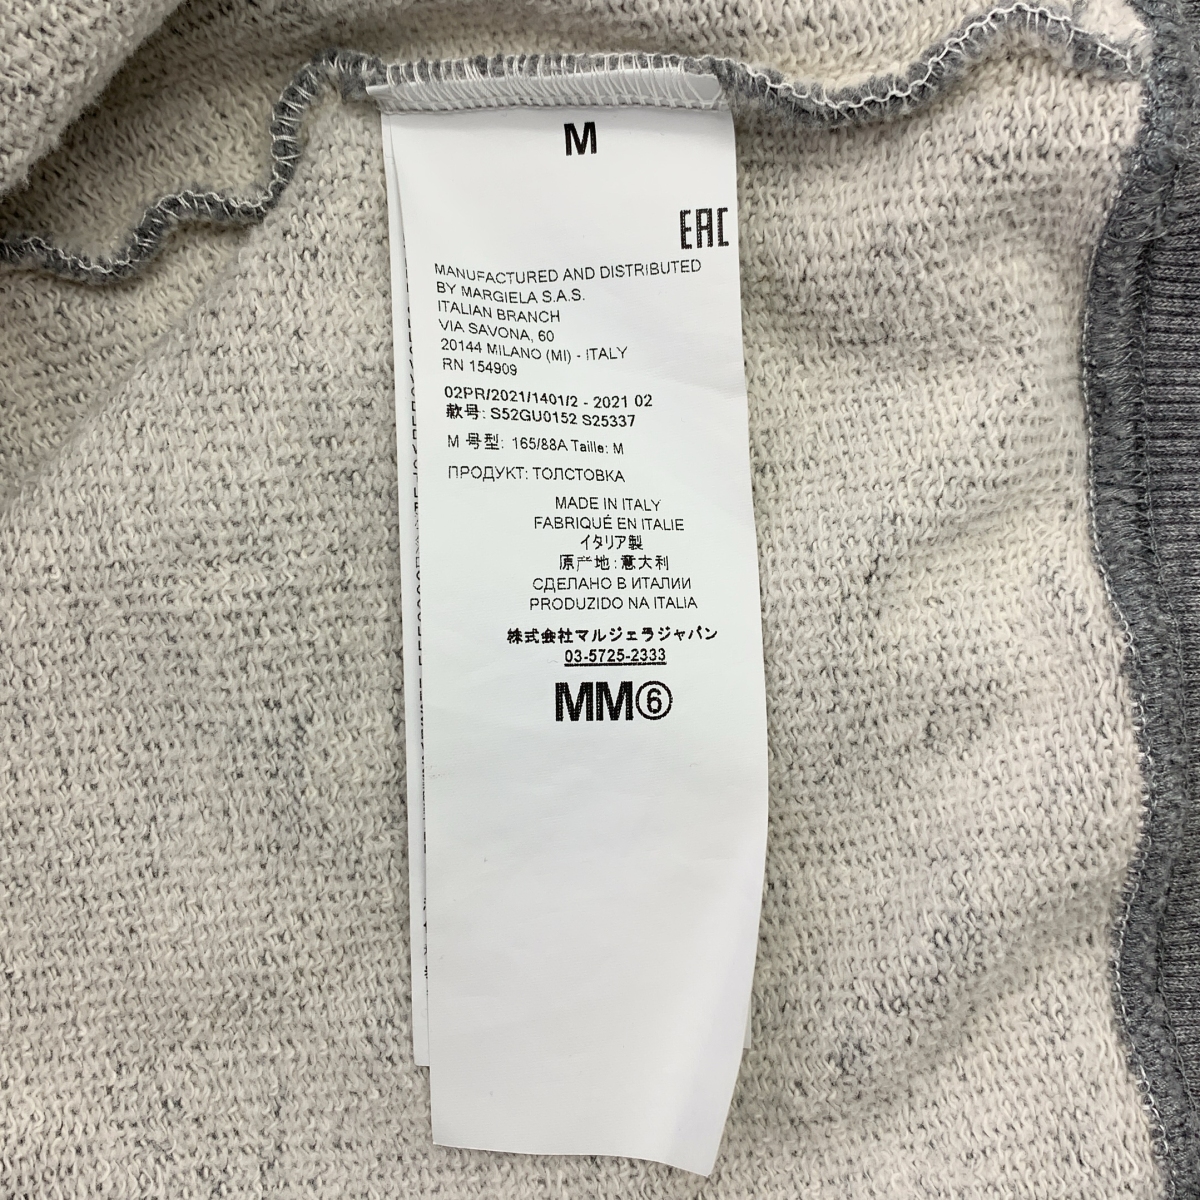 M
EAC
MANUFACTURED AND DISTRIBUTED
BY MARGIELA S.A.S.
ITALIAN BRANCH
VIA SAVONA, 60
20144 MILANO (MI) - ITALY
RN 154909
02PR/2021/1401/2 - 2021 02
款号: S52GU0152 S25337
M 号型: 165/88A Taille: M
ПРОДУКТ: ТОЛСТОВКА
MADE IN ITALY
FABRIQUÉ EN ITALIE
イタリア製
原产地:意大利
СДЕЛАНО В ИТАЛИИ
PRODUZIDO NA ITALIA
株式会社マルジェラジャパン
03-5725-2333
MM⑥